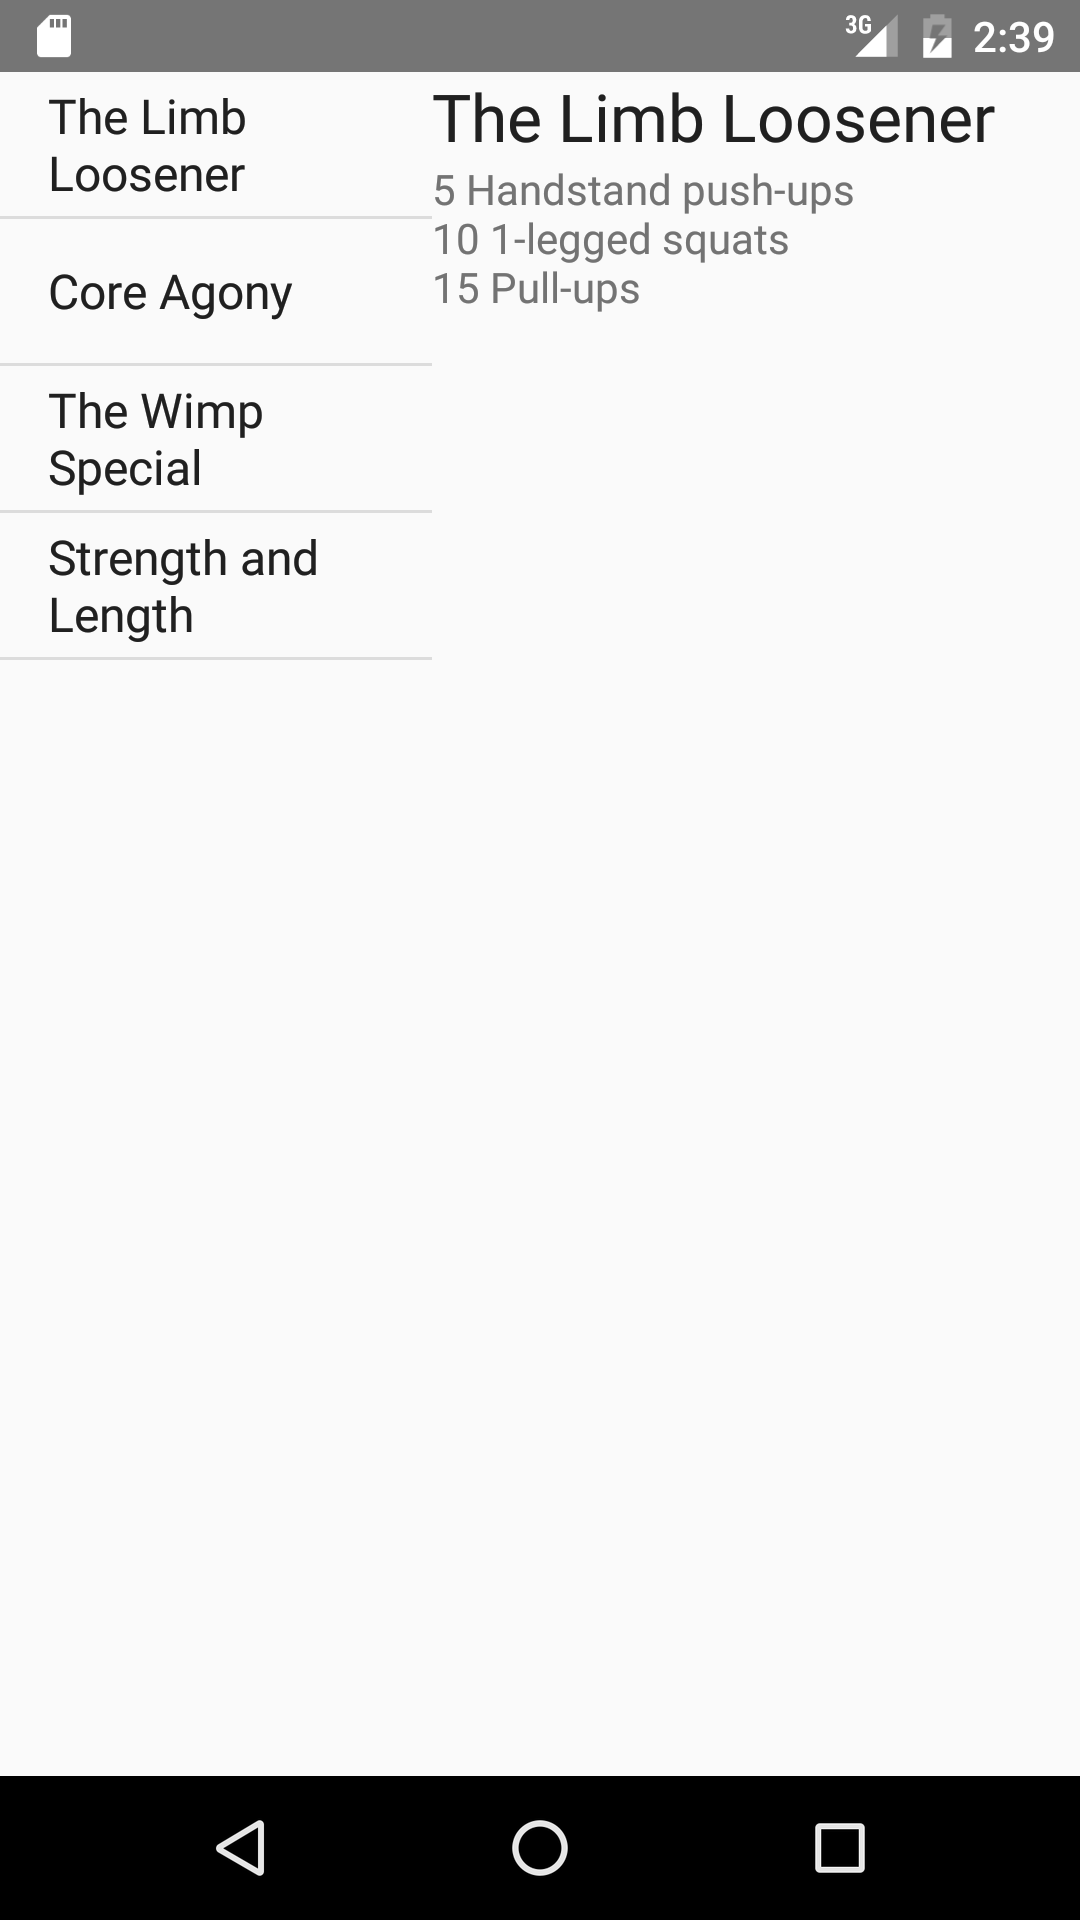 3G 2:39
The Limb
Loosener
Core Agony
The Wimp
Special
Strength and
Length
The Limb Loosener
5 Handstand push-ups
10 1-legged squats
15 Pull-ups